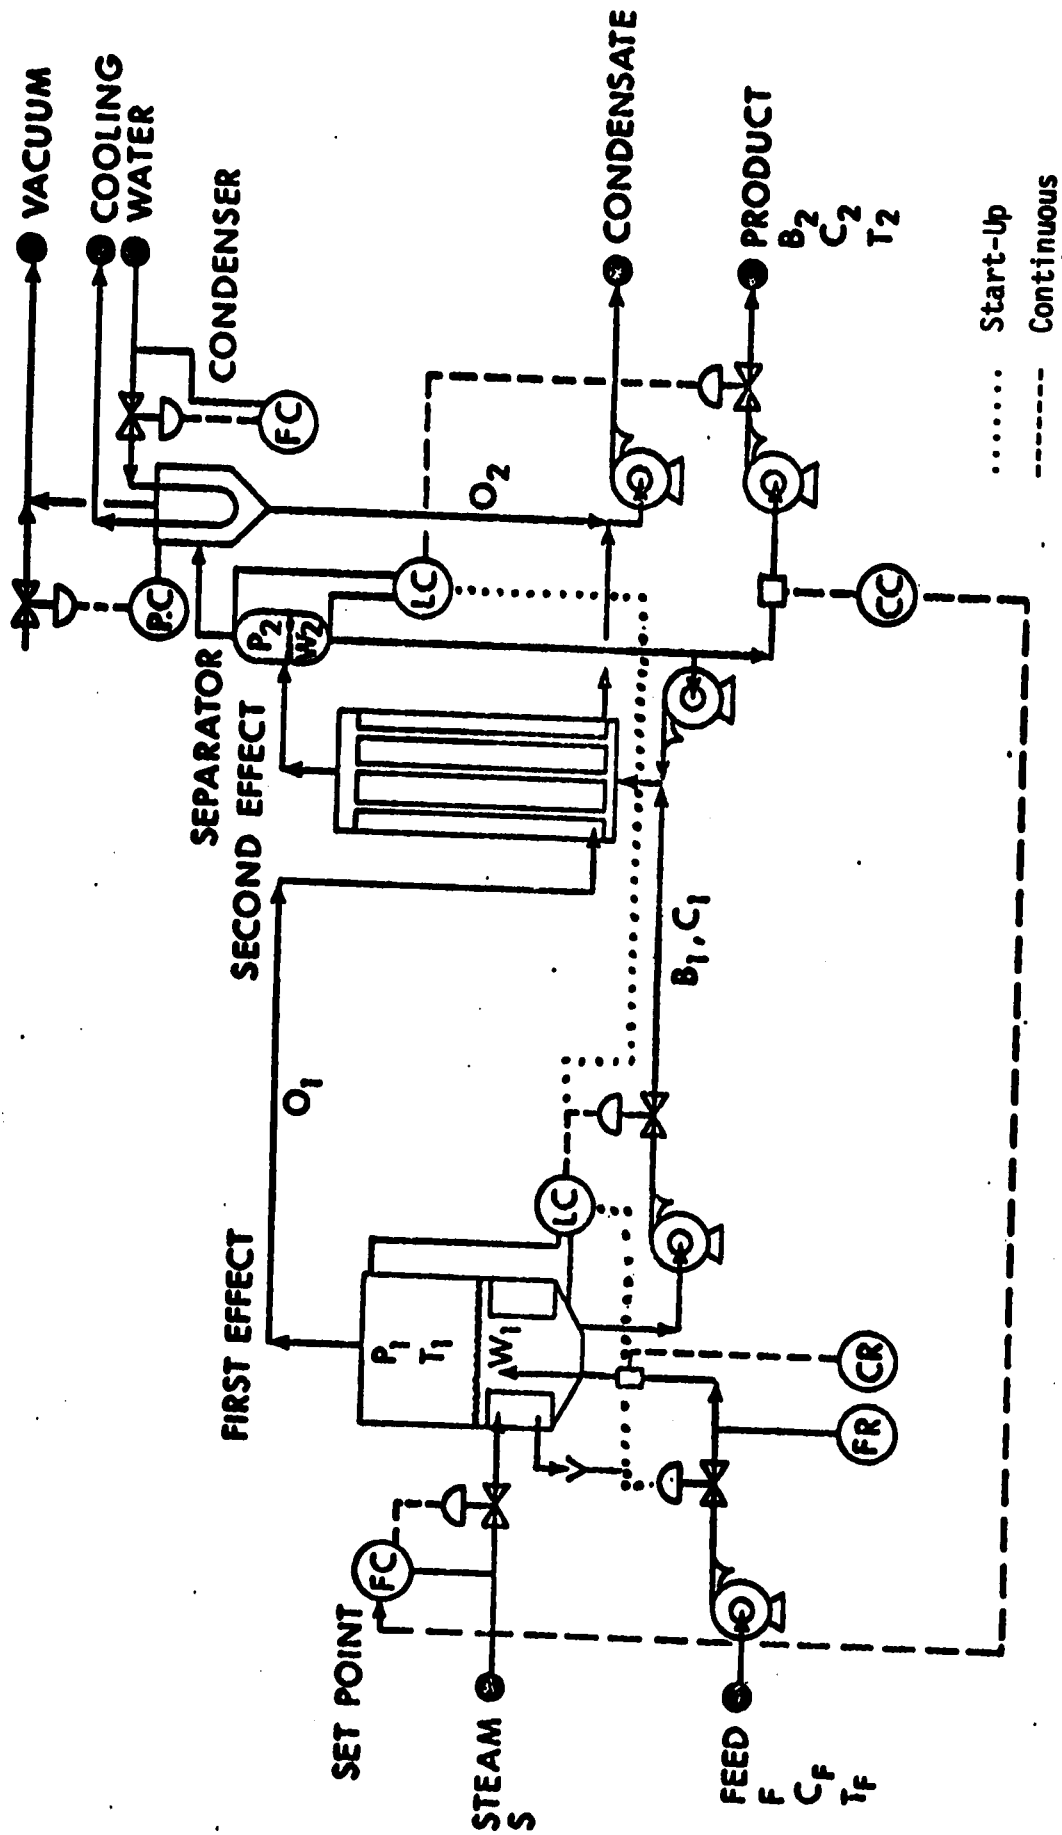 VACUUM
COOLING
WATER
CONDENSER
FC
P.C
SEPARATOR
P2
W2
LC
O2
CONDENSATE
PRODUCT
B2
C2
T2
CC
SECOND EFFECT
O1
B1, C1
FIRST EFFECT
P1
T1
W1
LC
CR
FR
SET POINT
FC
STEAM
S
FEED
F
CF
TF
...... Start-Up
------ Continuous